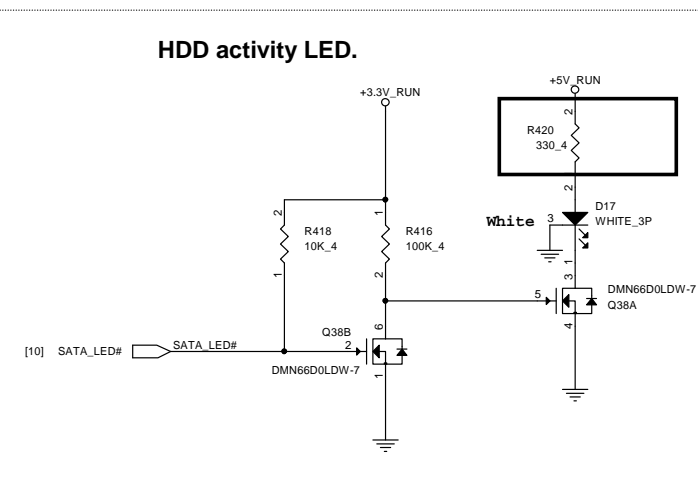 HDD activity LED.
+3.3V_RUN
+5V_RUN
2
R420
330_4
2
D17
WHITE_3P
White 3
2
R418
10K_4
1
1
R416
100K_4
2
1
3
5
DMN66D0LDW-7
Q38A
4
6
Q38B
2
DMN66D0LDW-7
1
[10] SATA_LED# SATA_LED#